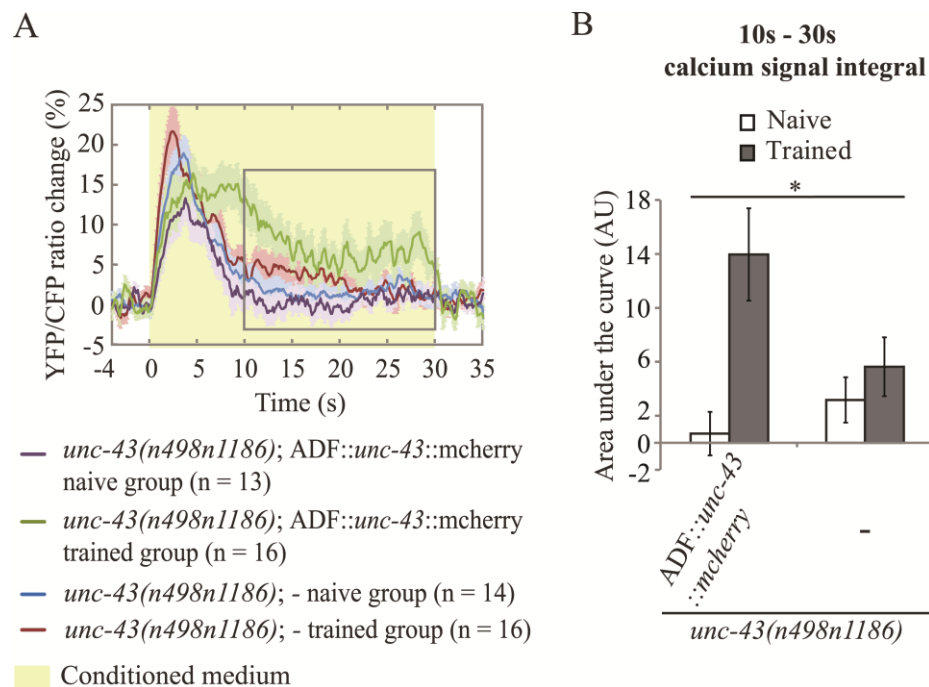 A
YFP/CFP ratio change (%)
25
20
15
10
5
0
-5
-4
0
5
10
15
20
25
30
35
Time (s)
unc-43(n498n1186); ADF::unc-43::mcherry
naive group (n = 13)
unc-43(n498n1186); ADF::unc-43::mcherry
trained group (n = 16)
unc-43(n498n1186); - naive group (n = 14)
unc-43(n498n1186); - trained group (n = 16)
Conditioned medium
B
10s - 30s
calcium signal integral
Naive
Trained
*
Area under the curve (AU)
18
14
10
6
2
0
-2
ADF::unc-43
::mcherry
-
unc-43(n498n1186)